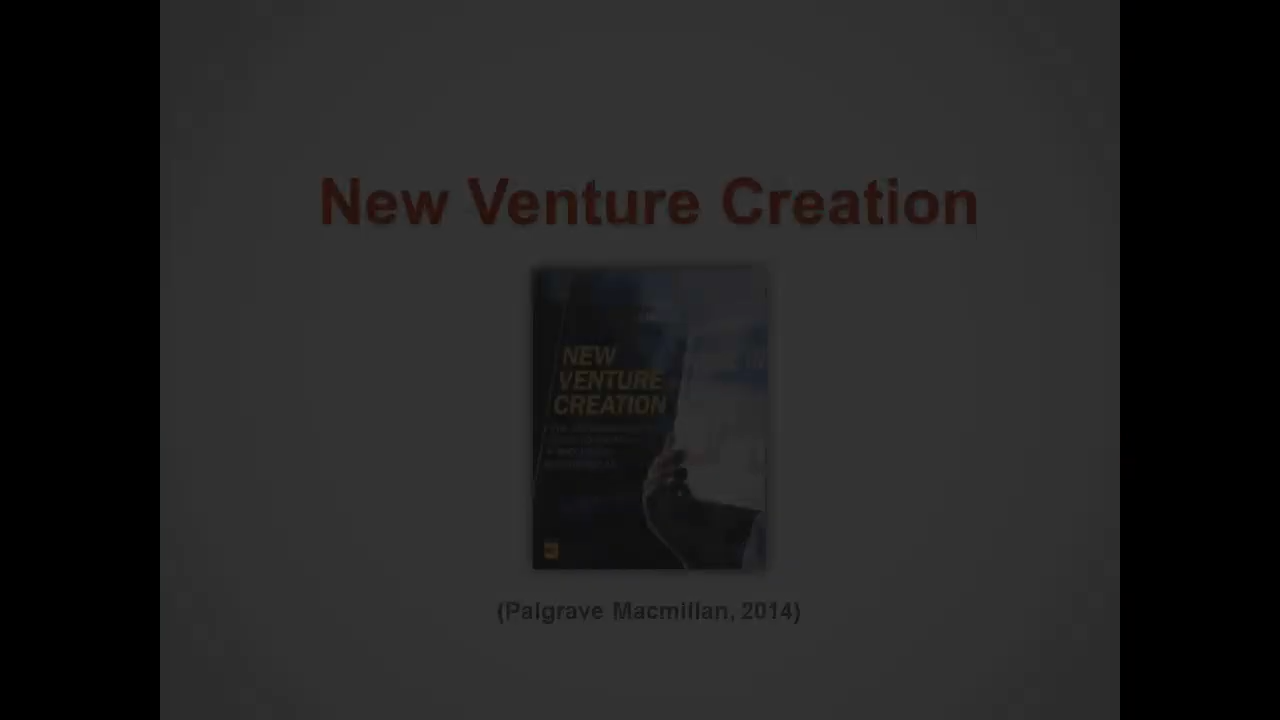 New Venture Creation
NEW
VENTURE
CREATION
(Palgrave Macmillan, 2014)